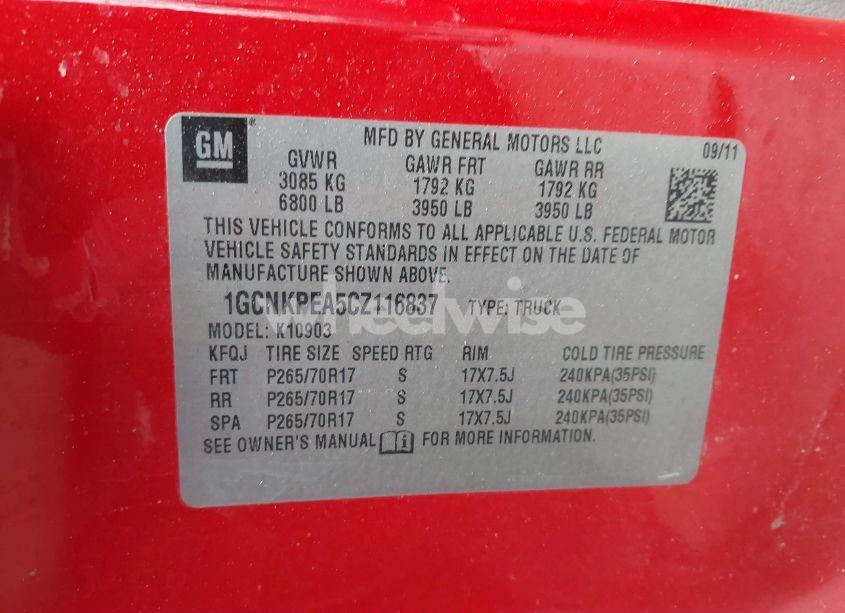 GM
MFD BY GENERAL MOTORS LLC 09/11
GVWR GAWR FRT GAWR RR
3085 KG 1792 KG 1792 KG
6800 LB 3950 LB 3950 LB
THIS VEHICLE CONFORMS TO ALL APPLICABLE U.S. FEDERAL MOTOR
VEHICLE SAFETY STANDARDS IN EFFECT ON THE DATE OF
MANUFACTURE SHOWN ABOVE.
1GCNKPEA5CZ116837 TYPE: TRUCK
wheelwise
MODEL: K10903
KFQJ TIRE SIZE SPEED RTG RIM COLD TIRE PRESSURE
FRT P265/70R17 S 17X7.5J 240KPA(35PSI)
RR P265/70R17 S 17X7.5J 240KPA(35PSI)
SPA P265/70R17 S 17X7.5J 240KPA(35PSI)
SEE OWNER'S MANUAL FOR MORE INFORMATION.